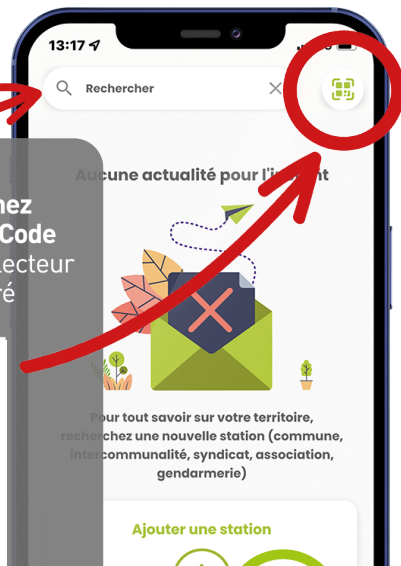 13:17
Rechercher
Aucune actualité pour l'instant
nez
Code
lecteur
ré
Pour tout savoir sur votre territoire,
recherchez une nouvelle station (commune,
intercommunalité, syndicat, association,
gendarmerie)
Ajouter une station